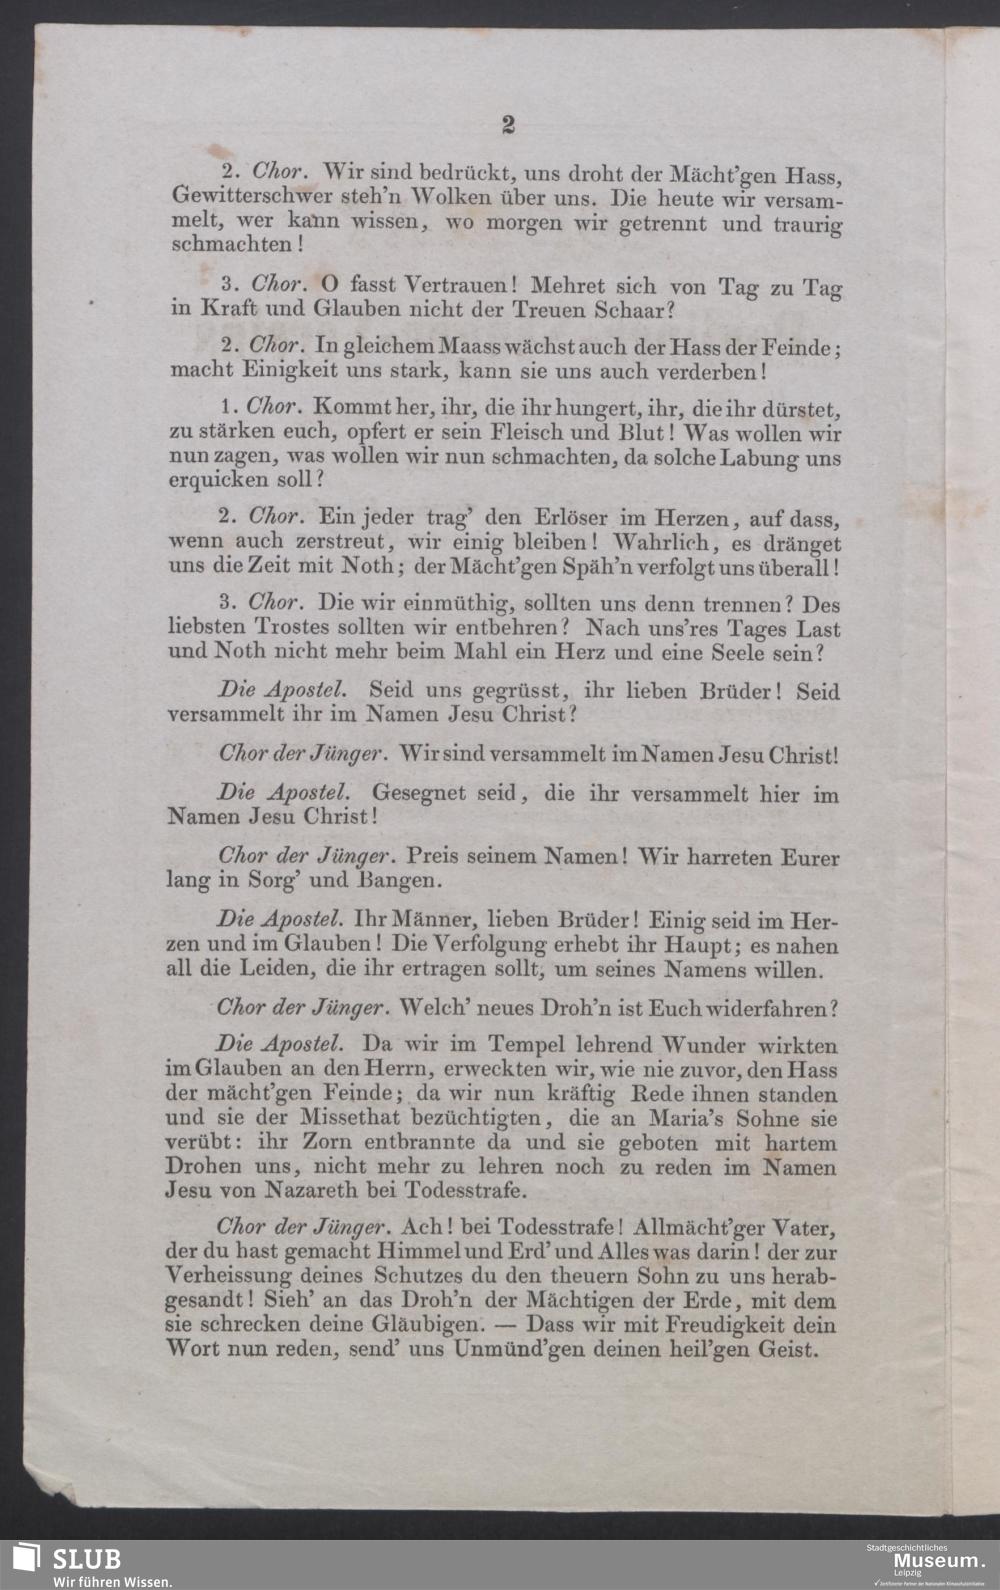 2
2. Chor. Wir sind bedrückt, uns droht der Mächt'gen Hass,
Gewitterschwer steh'n Wolken über uns. Die heute wir versam-
melt, wer kann wissen, wo morgen wir getrennt und traurig
schmachten!
3. Chor. O fasst Vertrauen! Mehret sich von Tag zu Tag
in Kraft und Glauben nicht der Treuen Schaar?
2. Chor. In gleichem Maass wächst auch der Hass der Feinde;
macht Einigkeit uns stark, kann sie uns auch verderben!
1. Chor. Kommt her, ihr, die ihr hungert, ihr, die ihr dürstet,
zu stärken euch, opfert er sein Fleisch und Blut! Was wollen wir
nun zagen, was wollen wir nun schmachten, da solche Labung uns
erquicken soll?
2. Chor. Ein jeder trag' den Erlöser im Herzen, auf dass,
wenn auch zerstreut, wir einig bleiben! Wahrlich, es dränget
uns die Zeit mit Noth; der Mächt'gen Späh'n verfolgt uns überall!
3. Chor. Die wir einmüthig, sollten uns denn trennen? Des
liebsten Trostes sollten wir entbehren? Nach uns'res Tages Last
und Noth nicht mehr beim Mahl ein Herz und eine Seele sein?
Die Apostel. Seid uns gegrüsst, ihr lieben Brüder! Seid
versammelt ihr im Namen Jesu Christ?
Chor der Jünger. Wir sind versammelt im Namen Jesu Christ!
Die Apostel. Gesegnet seid, die ihr versammelt hier im
Namen Jesu Christ!
Chor der Jünger. Preis seinem Namen! Wir harreten Eurer
lang in Sorg' und Bangen.
Die Apostel. Ihr Männer, lieben Brüder! Einig seid im Her-
zen und im Glauben! Die Verfolgung erhebt ihr Haupt; es nahen
all die Leiden, die ihr ertragen sollt, um seines Namens willen.
Chor der Jünger. Welch' neues Droh'n ist Euch widerfahren?
Die Apostel. Da wir im Tempel lehrend Wunder wirkten
im Glauben an den Herrn, erweckten wir, wie nie zuvor, den Hass
der mächt'gen Feinde; da wir nun kräftig Rede ihnen standen
und sie der Missethat bezüchtigten, die an Maria's Sohne sie
verübt: ihr Zorn entbrannte da und sie geboten mit hartem
Drohen uns, nicht mehr zu lehren noch zu reden im Namen
Jesu von Nazareth bei Todesstrafe.
Chor der Jünger. Ach! bei Todesstrafe! Allmächt'ger Vater,
der du hast gemacht Himmel und Erd' und Alles was darin! der zur
Verheissung deines Schutzes du den theuern Sohn zu uns herab-
gesandt! Sieh' an das Droh'n der Mächtigen der Erde, mit dem
sie schrecken deine Gläubigen. — Dass wir mit Freudigkeit dein
Wort nun reden, send' uns Unmünd'gen deinen heil'gen Geist.
SLUB
Wir führen Wissen.
Stadtgeschichtliches
Museum.
Leipzig
Zertifizierter Partner der Nationalen Klimaschutzinitiative